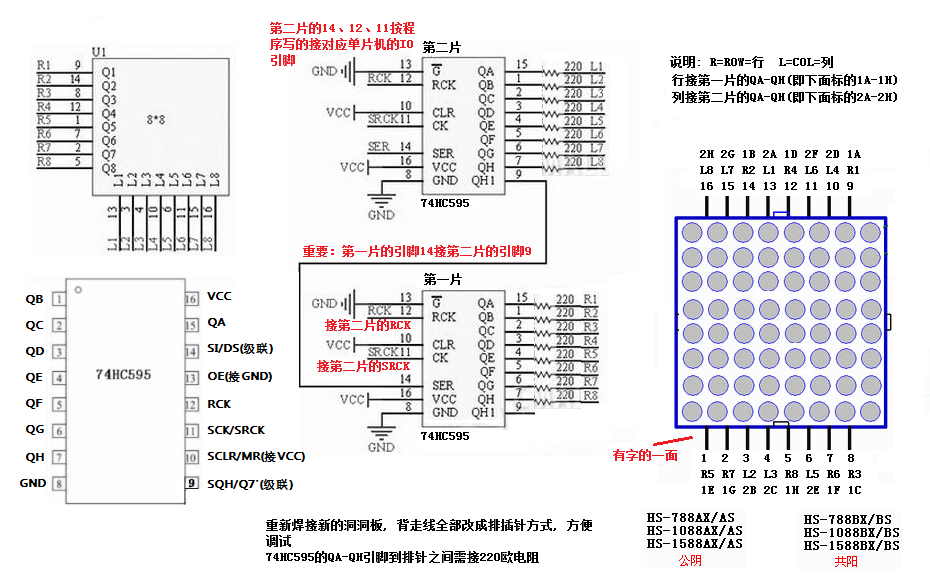 第二片的14、12、11按程
序写的接对应单片机的IO
引脚
U1
R1 9 Q1
R2 14 Q2
R3 8 Q3
R4 12 Q4
R5 1 Q5
R6 7 Q6
R7 2 Q7
R8 5 Q8
8*8
L1 L2 L3 L4 L5 L6 L7 L8
13 3 4 10 6 11 15 16
L1 L2 L3 L4 L5 L6 L7 L8
第二片
GND 13 G QA 15 220 L1
RCK 12 RCK QB 1 220 L2
QC 2 220 L3
VCC 10 CLR QD 3 220 L4
SRCK 11 CK QE 4 220 L5
QF 5 220 L6
SER 14 SER QG 6 220 L7
VCC 16 VCC QH 7 220 L8
8 GND QH1 9
GND
74HC595
重要: 第一片的引脚14接第二片的引脚9
第一片
GND 13 G QA 15 220 R1
RCK 12 RCK QB 1 220 R2
接第二片的RCK
QC 2 220 R3
VCC 10 CLR QD 3 220 R4
SRCK 11 CK QE 4 220 R5
接第二片的SRCK
QF 5 220 R6
14 SER QG 6 220 R7
VCC 16 VCC QH 7 220 R8
8 GND QH1 9
GND
74HC595
QB 1 16 VCC
QC 2 15 QA
QD 3 14 SI/DS(级联)
QE 4 13 OE(接GND)
74HC595
QF 5 12 RCK
QG 6 11 SCK/SRCK
QH 7 10 SCLR/MR(接VCC)
GND 8 9 SQH/Q7'(级联)
重新焊接新的洞洞板, 背走线全部改成排插针方式, 方便
调试
74HC595的QA-QH引脚到排针之间需接220欧电阻
说明: R=ROW=行 L=COL=列
行接第一片的QA-QH(即下面标的1A-1H)
列接第二片的QA-QH(即下面标的2A-2H)
2H 2G 1B 2A 1D 2F 2D 1A
L8 L7 R2 L1 R4 L6 L4 R1
16 15 14 13 12 11 10 9
有字的一面
1 2 3 4 5 6 7 8
R5 R7 L2 L3 R8 L5 R6 R3
1E 1G 2B 2C 1H 2E 1F 1C
HS-788AX/AS
HS-1088AX/AS
HS-1588AX/AS
公阴
HS-788BX/BS
HS-1088BX/BS
HS-1588BX/BS
共阳